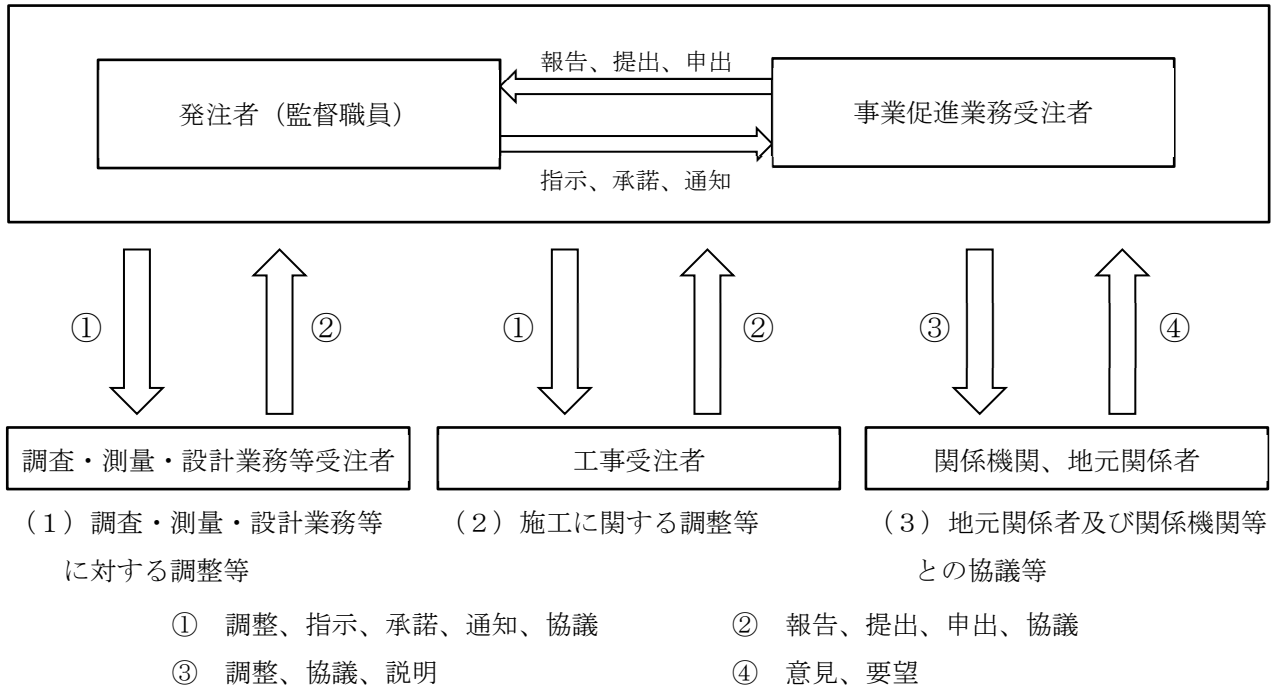 報告、提出、申出
発注者（監督職員）
事業促進業務受注者
指示、承諾、通知
①
②
①
②
③
④
調査・測量・設計業務等受注者
工事受注者
関係機関、地元関係者
（１）調査・測量・設計業務等
に対する調整等
（２）施工に関する調整等
（３）地元関係者及び関係機関等
との協議等
①　調整、指示、承諾、通知、協議
②　報告、提出、申出、協議
③　調整、協議、説明
④　意見、要望